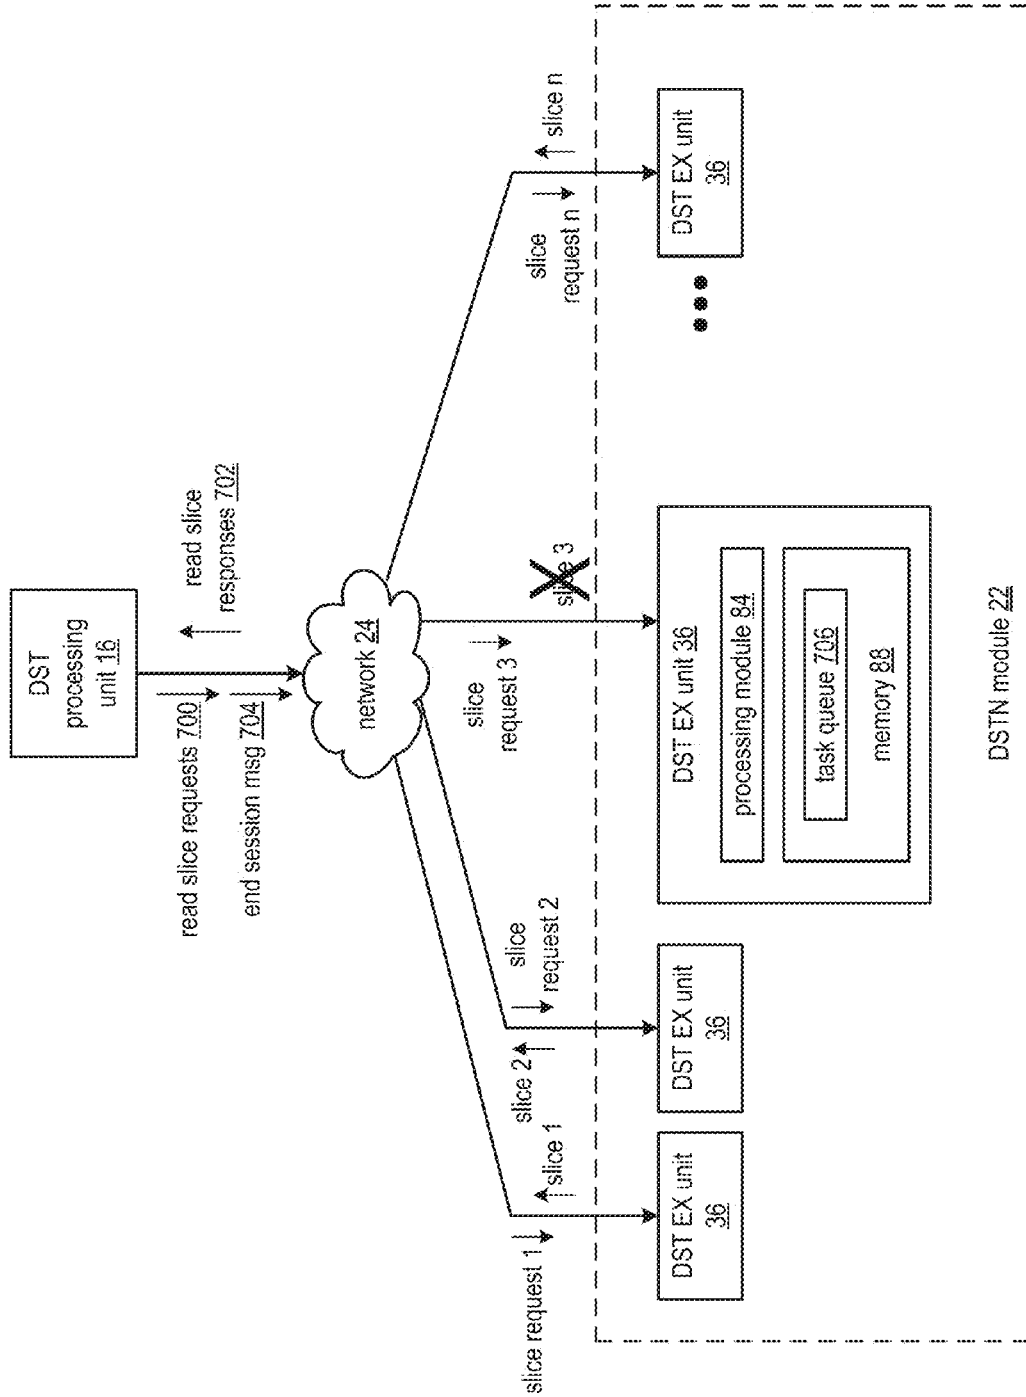 DST
processing
unit 16
read slice requests 700
end session msg 704
read slice
responses 702
network 24
slice request 1
slice 1
slice 2
slice
request 2
slice
request 3
slice 3
slice
request n
slice n
DST EX unit
36
DST EX unit
36
DST EX unit 36
processing module 84
task queue 706
memory 88
DST EX unit
36
DSTN module 22